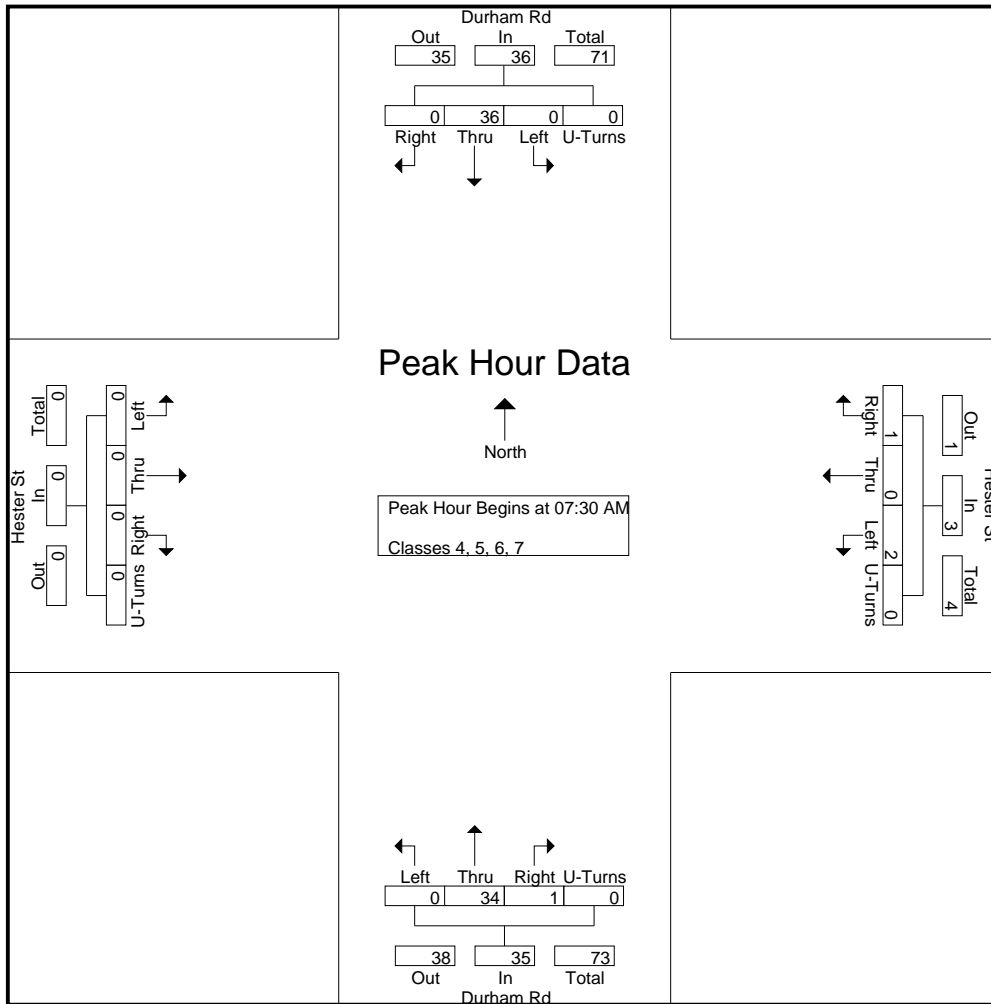 Durham Rd
Out In Total
35 36 71
0 36 0 0
Right Thru Left U-Turns
Peak Hour Data
North
Peak Hour Begins at 07:30 AM
Classes 4, 5, 6, 7
Hester St
Out In Total
0 0 0
0 0 0 0
Left Thru Right U-Turns
Right Thru Left U-Turns
1 0 2 0
1 3 4
Out In Total
Hester St
Left Thru Right U-Turns
0 34 1 0
38 35 73
Out In Total
Durham Rd